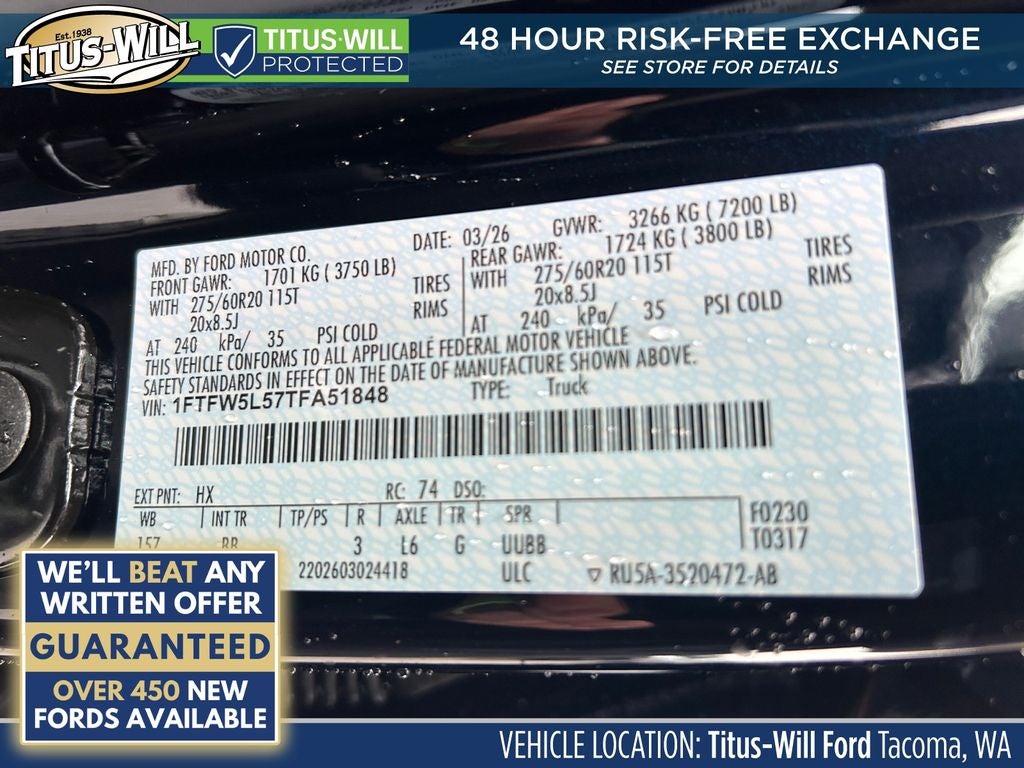 Est. 1938
TITUS-WILL
TITUS-WILL
PROTECTED
48 HOUR RISK-FREE EXCHANGE
SEE STORE FOR DETAILS
MFD. BY FORD MOTOR CO.
DATE: 03/26 GVWR: 3266 KG ( 7200 LB)
FRONT GAWR: 1701 KG ( 3750 LB)
REAR GAWR: 1724 KG ( 3800 LB)
WITH 275/60R20 115T TIRES
WITH 275/60R20 115T TIRES
20x8.5J RIMS
20x8.5J RIMS
AT 240 kPa/ 35 PSI COLD
AT 240 kPa/ 35 PSI COLD
THIS VEHICLE CONFORMS TO ALL APPLICABLE FEDERAL MOTOR VEHICLE
SAFETY STANDARDS IN EFFECT ON THE DATE OF MANUFACTURE SHOWN ABOVE.
VIN: 1FTFW5L57TFA51848 TYPE: Truck
EXT PNT: HX RC: 74 DSO:
WB INT TR TP/PS R AXLE TR SPR F0230
157 BB 3 L6 G UUBB T0317
2202603024418 ULC RU5A-3520472-AB
WE'LL BEAT ANY
WRITTEN OFFER
GUARANTEED
OVER 450 NEW
FORDS AVAILABLE
VEHICLE LOCATION: Titus-Will Ford Tacoma, WA